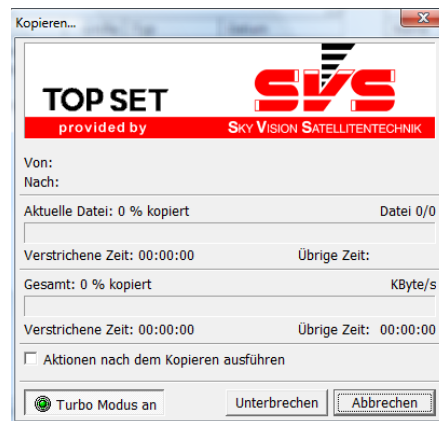 Kopieren...
TOP SET
provided by
SVS
SKY VISION SATELLITENTECHNIK
Von:
Nach:
Aktuelle Datei: 0 % kopiert Datei 0/0
Verstrichene Zeit: 00:00:00 Übrige Zeit:
Gesamt: 0 % kopiert KByte/s
Verstrichene Zeit: 00:00:00 Übrige Zeit: 00:00:00
Aktionen nach dem Kopieren ausführen
Turbo Modus an Unterbrechen Abbrechen